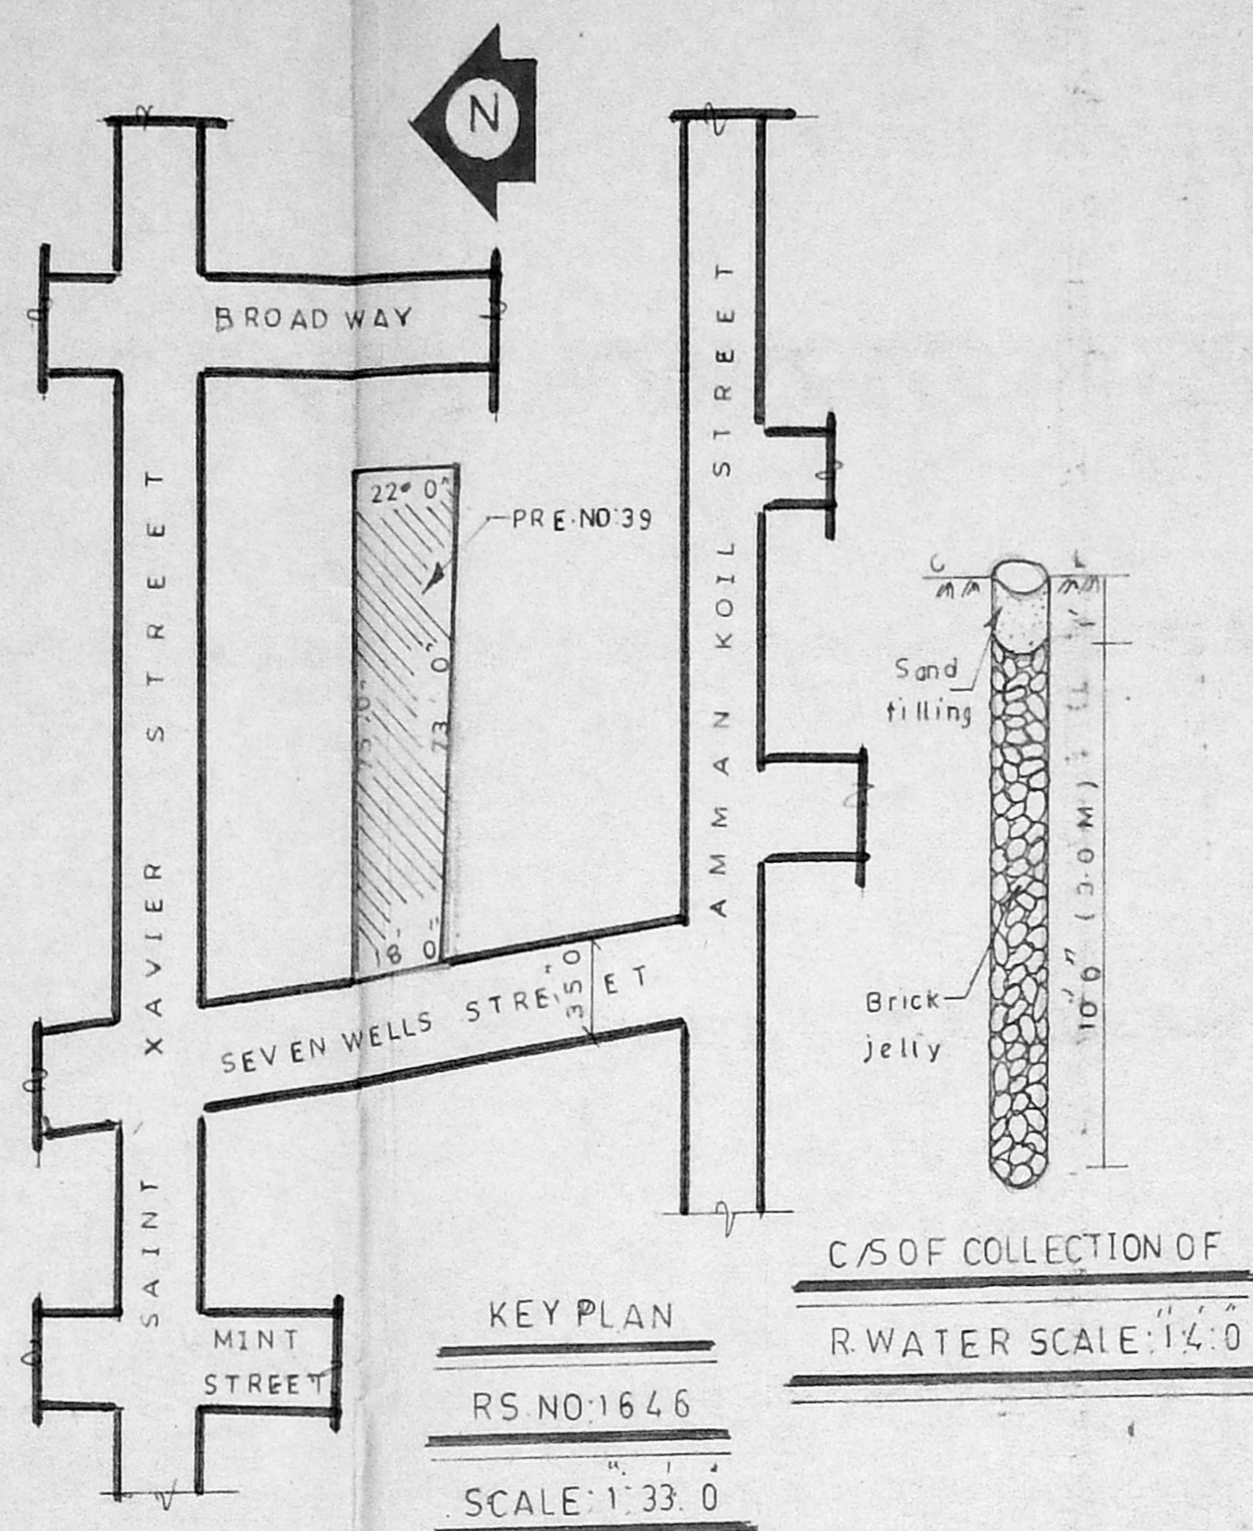 N
BROAD WAY
SAINT XAVIER STREET
AMMAN KOIL STREET
22' 0"
PRE.NO:39
73' 0"
18' 0"
SEVEN WELLS STREET
35' 0"
MINT
STREET
KEY PLAN
RS.NO:1646
SCALE: 1": 33'. 0"
G L
1'
Sand
filling
Brick
jelly
10' 0" (3.0 M)
C/S OF COLLECTION OF
R.WATER SCALE: 1": 4'. 0"